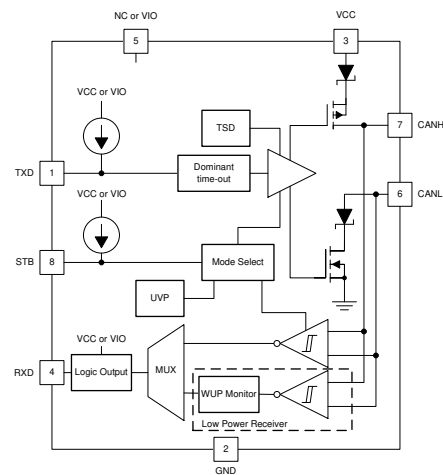 NC or VIO
VCC
5
3
VCC or VIO
TSD
7
CANH
TXD
1
Dominant
time-out
6
CANL
VCC or VIO
STB
8
Mode Select
UVP
VCC or VIO
RXD
4
Logic Output
MUX
WUP Monitor
Low Power Receiver
2
GND